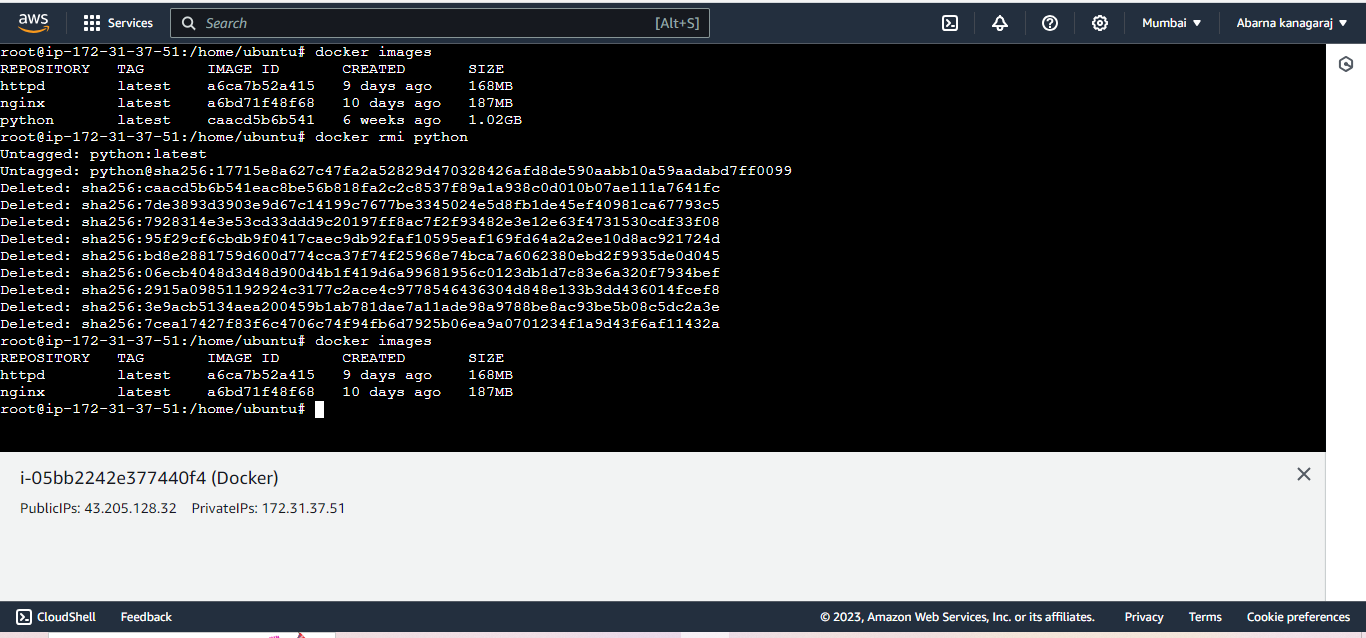 aws Services Search [Alt+S] Mumbai Abarna kanagaraj
root@ip-172-31-37-51:/home/ubuntu# docker images
REPOSITORY TAG IMAGE ID CREATED SIZE
httpd latest a6ca7b52a415 9 days ago 168MB
nginx latest a6bd71f48f68 10 days ago 187MB
python latest caacd5b6b541 6 weeks ago 1.02GB
root@ip-172-31-37-51:/home/ubuntu# docker rmi python
Untagged: python:latest
Untagged: python@sha256:17715e8a627c47fa2a52829d470328426afd8de590aabb10a59aadabd7ff0099
Deleted: sha256:caacd5b6b541eac8be56b818fa2c2c8537f89a1a938c0d010b07ae111a7641fc
Deleted: sha256:7de3893d3903e9d67c14199c7677be3345024e5d8fb1de45ef40981ca67793c5
Deleted: sha256:7928314e3e53cd33ddd9c20197ff8ac7f2f93482e3e12e63f4731530cdf33f08
Deleted: sha256:95f29cf6cbdb9f0417caec9db92faf10595eaf169fd64a2a2ee10d8ac921724d
Deleted: sha256:bd8e2881759d600d774cca37f74f25968e74bca7a6062380ebd2f9935de0d045
Deleted: sha256:06ecb4048d3d48d900d4b1f419d6a99681956c0123db1d7c83e6a320f7934bef
Deleted: sha256:2915a09851192924c3177c2ace4c9778546436304d848e133b3dd436014fcef8
Deleted: sha256:3e9acb5134aea200459b1ab781dae7a11ade98a9788be8ac93be5b08c5dc2a3e
Deleted: sha256:7cea17427f83f6c4706c74f94fb6d7925b06ea9a0701234f1a9d43f6af11432a
root@ip-172-31-37-51:/home/ubuntu# docker images
REPOSITORY TAG IMAGE ID CREATED SIZE
httpd latest a6ca7b52a415 9 days ago 168MB
nginx latest a6bd71f48f68 10 days ago 187MB
root@ip-172-31-37-51:/home/ubuntu#
i-05bb2242e377440f4 (Docker)
PublicIPs: 43.205.128.32 PrivateIPs: 172.31.37.51
CloudShell Feedback © 2023, Amazon Web Services, Inc. or its affiliates. Privacy Terms Cookie preferences